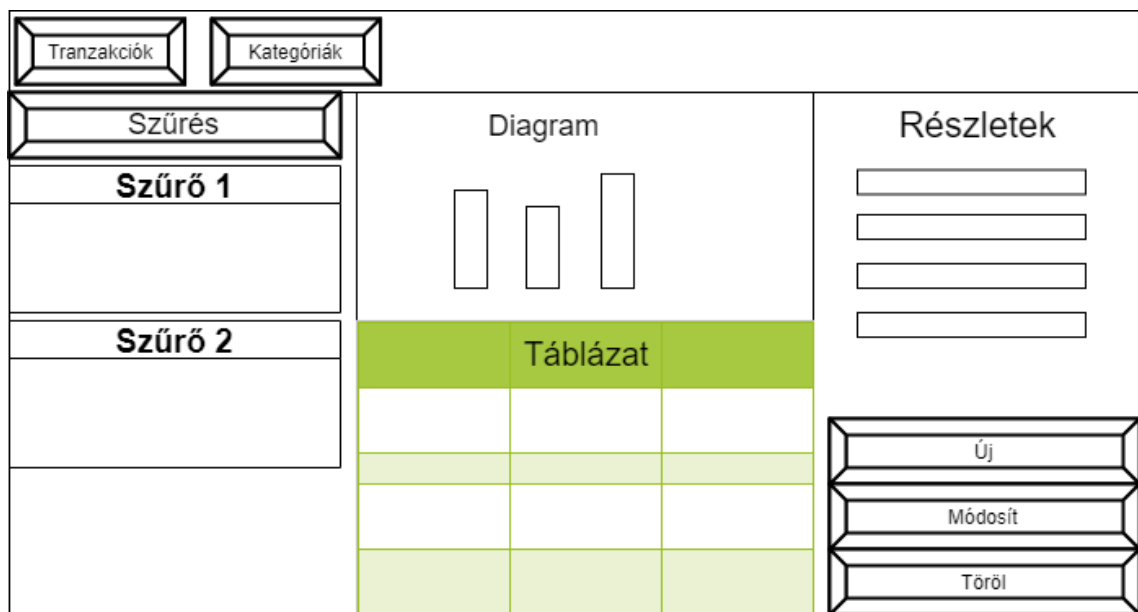 Tranzakciók
Kategóriák
Szűrés
Szűrő 1
Szűrő 2
Diagram
Táblázat
Részletek
Új
Módosít
Töröl